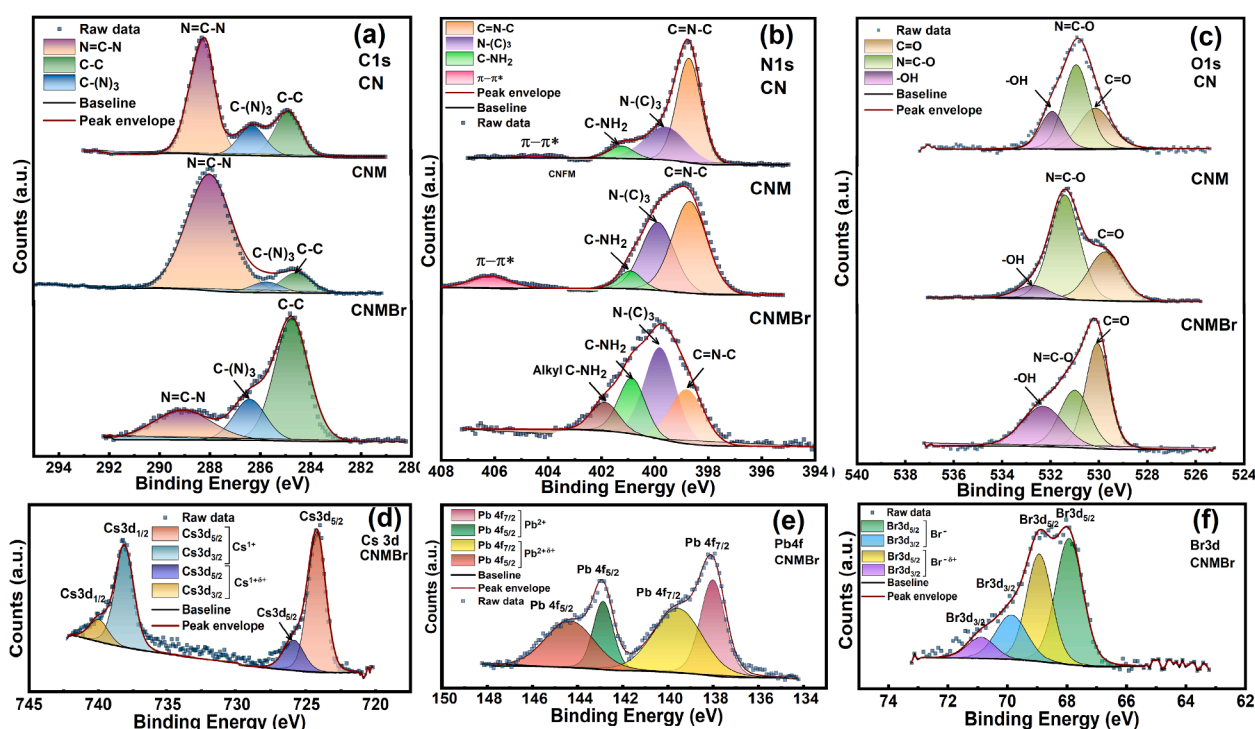 Raw data
N=C-N
C-C
C-(N)3
Baseline
Peak envelope
(a)
C1s
CN
N=C-N
C-(N)3
C-C
CNM
N=C-N
C-(N)3
C-C
CNMBr
N=C-N
C-(N)3
C-C
Counts (a.u.)
294 292 290 288 286 284 282 280
Binding Energy (eV)
C=N-C
N-(C)3
C-NH2
π−π*
Peak envelope
Baseline
Raw data
(b)
N1s
CN
C=N-C
N-(C)3
C-NH2
π−π*
CNFM
CNM
C=N-C
N-(C)3
C-NH2
π−π*
CNMBr
N-(C)3
C-NH2
Alkyl C-NH2
C=N-C
Counts (a.u.)
408 406 404 402 400 398 396 394
Binding Energy (eV)
Raw data
C=O
N=C-O
-OH
Baseline
Peak envelope
(c)
O1s
CN
N=C-O
-OH
C=O
CNM
N=C-O
C=O
-OH
CNMBr
C=O
N=C-O
-OH
Counts (a.u.)
540 538 536 534 532 530 528 526 524
Binding Energy (eV)
Raw data
Cs3d5/2
Cs3d3/2
Cs1+
Cs3d5/2
Cs3d3/2
Cs1+δ+
Baseline
Peak envelope
(d)
Cs 3d
CNMBr
Cs3d1/2
Cs3d1/2
Cs3d5/2
Cs3d5/2
Counts (a.u.)
745 740 735 730 725 720
Binding Energy (eV)
Pb 4f7/2
Pb 4f5/2
Pb2+
Pb 4f7/2
Pb 4f5/2
Pb2+δ+
Baseline
Peak envelope
Raw data
(e)
Pb4f
CNMBr
Pb 4f7/2
Pb 4f5/2
Pb 4f5/2
Pb 4f7/2
Counts (a.u.)
150 148 146 144 142 140 138 136 134
Binding Energy (eV)
Raw data
Br3d5/2
Br3d3/2
Br-
Br3d5/2
Br3d3/2
Br-δ+
Baseline
Peak envelope
(f)
Br3d
CNMBr
Br3d5/2
Br3d5/2
Br3d3/2
Br3d3/2
Counts (a.u.)
74 72 70 68 66 64 62
Binding Energy (eV)